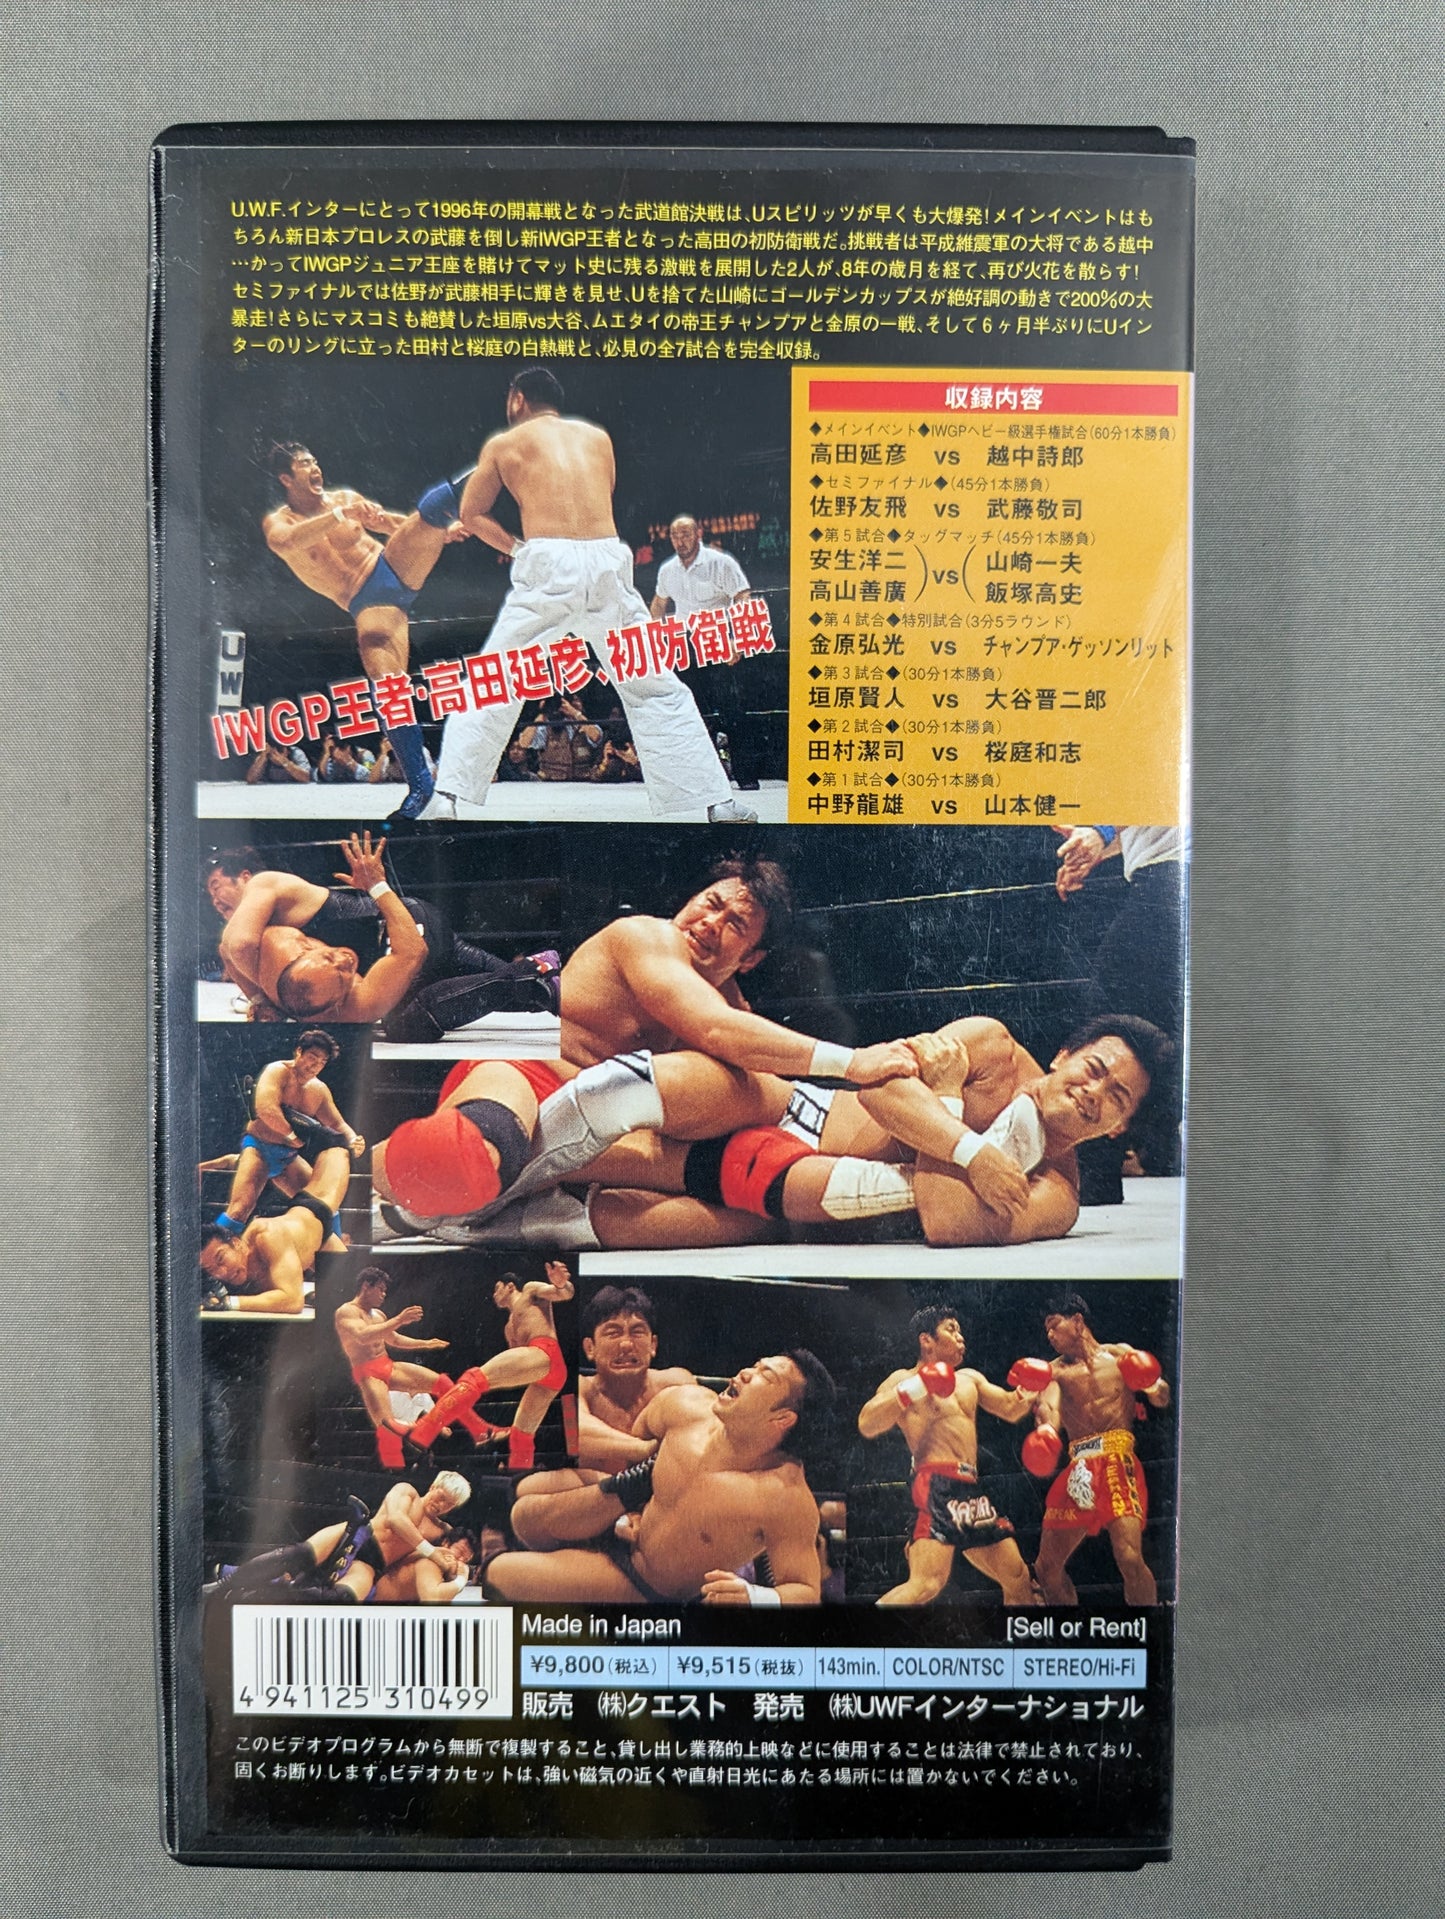 U.W.F.インターにとって1996年の開幕戦となった武道館決戦は、Uスピリッツが早くも大爆発!メインイベントはも
ちろん新日本プロレスの武藤を倒し新IWGP王者となった高田の初防衛戦だ。挑戦者は平成維震軍の大将である越中
…かってIWGPジュニア王座を賭けてマット史に残る激戦を展開した2人が、8年の歳月を経て、再び火花を散らす!
セミファイナルでは佐野が武藤相手に輝きを見せ、Uを捨てた山崎にゴールデンカップスが絶好調の動きで200%の大
暴走!さらにマスコミも絶賛した垣原vs大谷、ムエタイの帝王チャンプアと金原の一戦、そして6ヶ月半ぶりにUイン
ターのリングに立った田村と桜庭の白熱戦と、必見の全7試合を完全収録。
収録内容
◆メインイベント◆IWGPヘビー級選手権試合(60分1本勝負)
高田延彦 vs 越中詩郎
◆セミファイナル◆(45分1本勝負)
佐野友飛 vs 武藤敬司
◆第5試合◆タッグマッチ(45分1本勝負)
安生洋二 高山善廣 )vs( 山崎一夫 飯塚高史
◆第4試合◆特別試合(3分5ラウンド)
金原弘光 vs チャンプア・ゲッソンリット
◆第3試合◆(30分1本勝負)
垣原賢人 vs 大谷晋二郎
◆第2試合◆(30分1本勝負)
田村潔司 vs 桜庭和志
◆第1試合◆(30分1本勝負)
中野龍雄 vs 山本健一
UW
IWGP王者・高田延彦、初防衛戦
Made in Japan [Sell or Rent]
¥9,800(税込) ¥9,515(税抜) 143min. COLOR/NTSC STEREO/Hi-Fi
4 941125 310499
販売 (株)クエスト 発売 (株)UWFインターナショナル
このビデオプログラムから無断で複製すること、貸し出し業務的上映などに使用することは法律で禁止されており、
固くお断りします。ビデオカセットは、強い磁気の近くや直射日光にあたる場所には置かないでください。